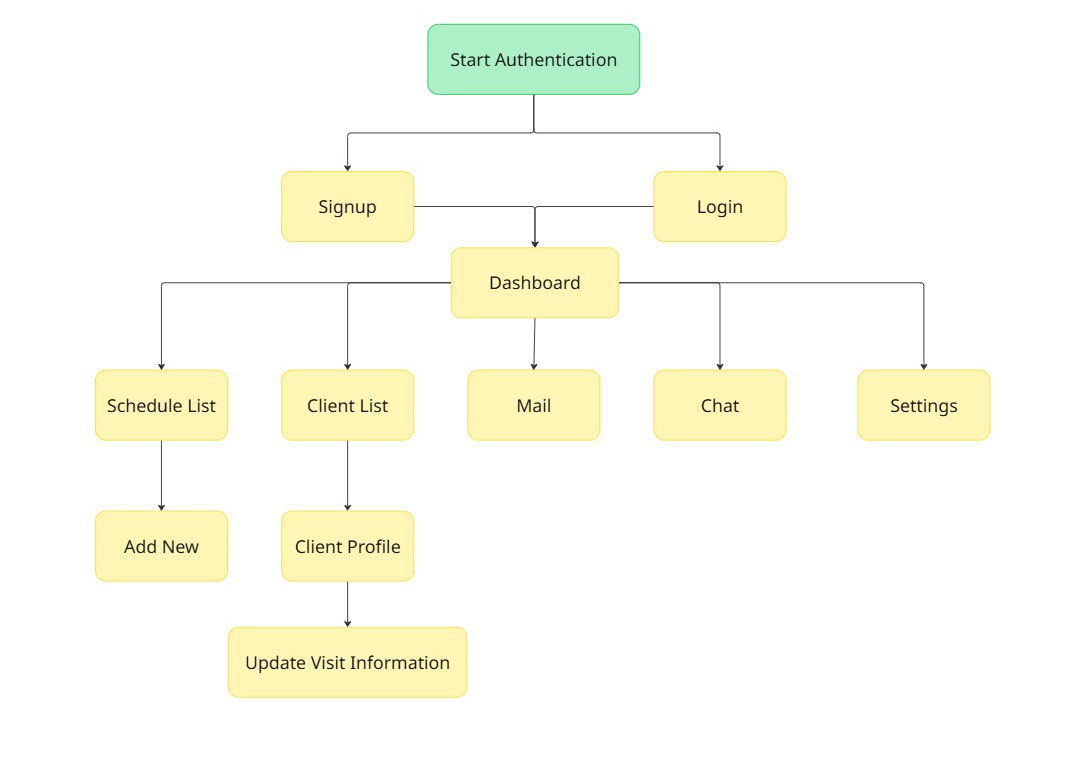 Start Authentication
Signup
Login
Dashboard
Schedule List
Client List
Mail
Chat
Settings
Add New
Client Profile
Update Visit Information